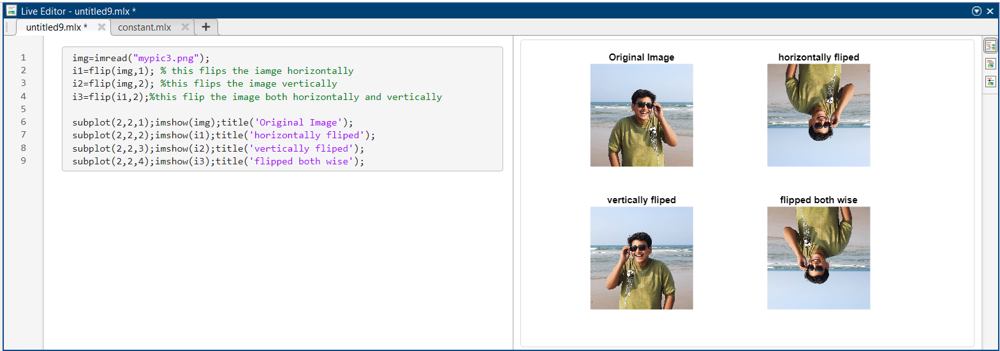 Live Editor - untitled9.mlx *
untitled9.mlx * constant.mlx
1 img=imread("mypic3.png");
2 i1=flip(img,1); % this flips the iamge horizontally
3 i2=flip(img,2); %this flips the image vertically
4 i3=flip(i1,2);%this flip the image both horizontally and vertically
5
6 subplot(2,2,1);imshow(img);title('Original Image');
7 subplot(2,2,2);imshow(i1);title('horizontally fliped');
8 subplot(2,2,3);imshow(i2);title('vertically fliped');
9 subplot(2,2,4);imshow(i3);title('flipped both wise');
Original Image
horizontally fliped
vertically fliped
flipped both wise